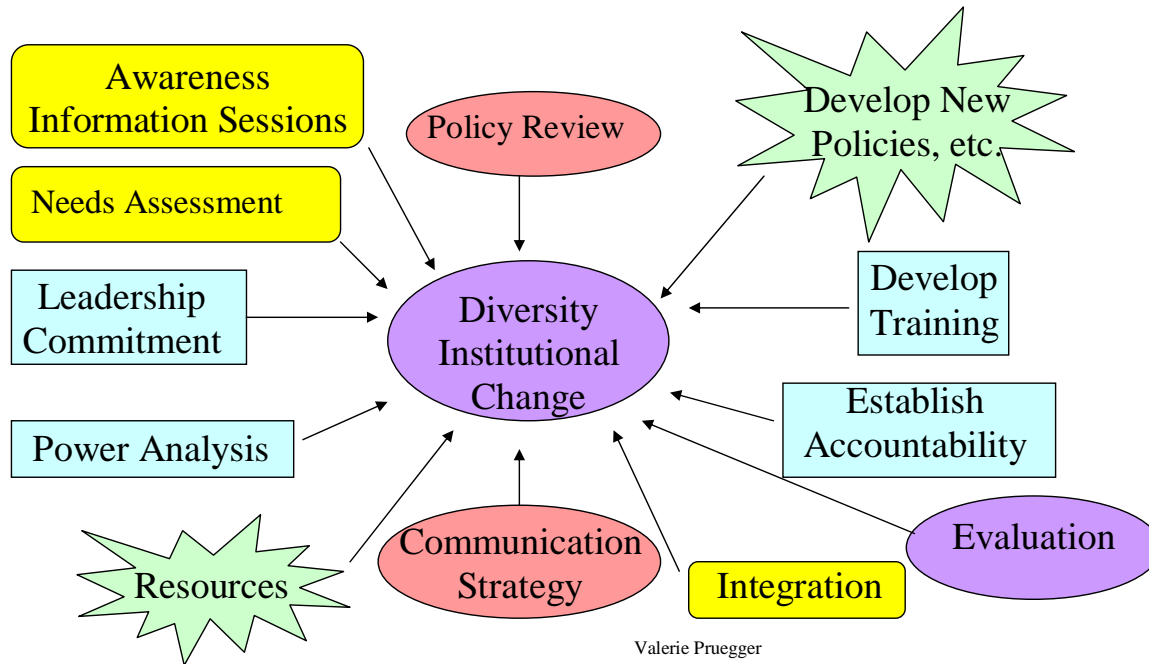 Awareness
Information Sessions
Policy Review
Develop New
Policies, etc.
Needs Assessment
Leadership
Commitment
Diversity
Institutional
Change
Develop
Training
Power Analysis
Establish
Accountability
Resources
Communication
Strategy
Integration
Evaluation
Valerie Pruegger